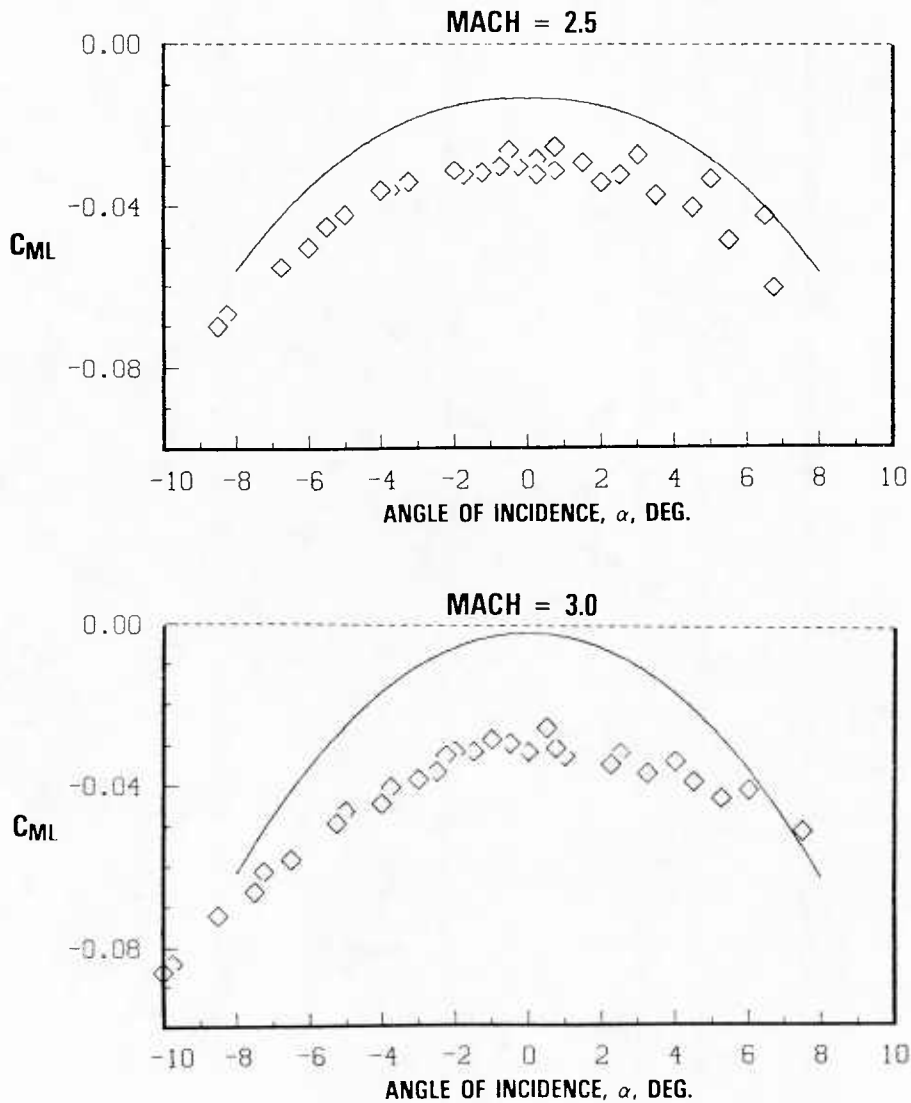 MACH = 2.5
0.00
-0.04
CML
-0.08
-10 -8 -6 -4 -2 0 2 4 6 8 10
ANGLE OF INCIDENCE, α, DEG.
MACH = 3.0
0.00
-0.04
CML
-0.08
-10 -8 -6 -4 -2 0 2 4 6 8 10
ANGLE OF INCIDENCE, α, DEG.